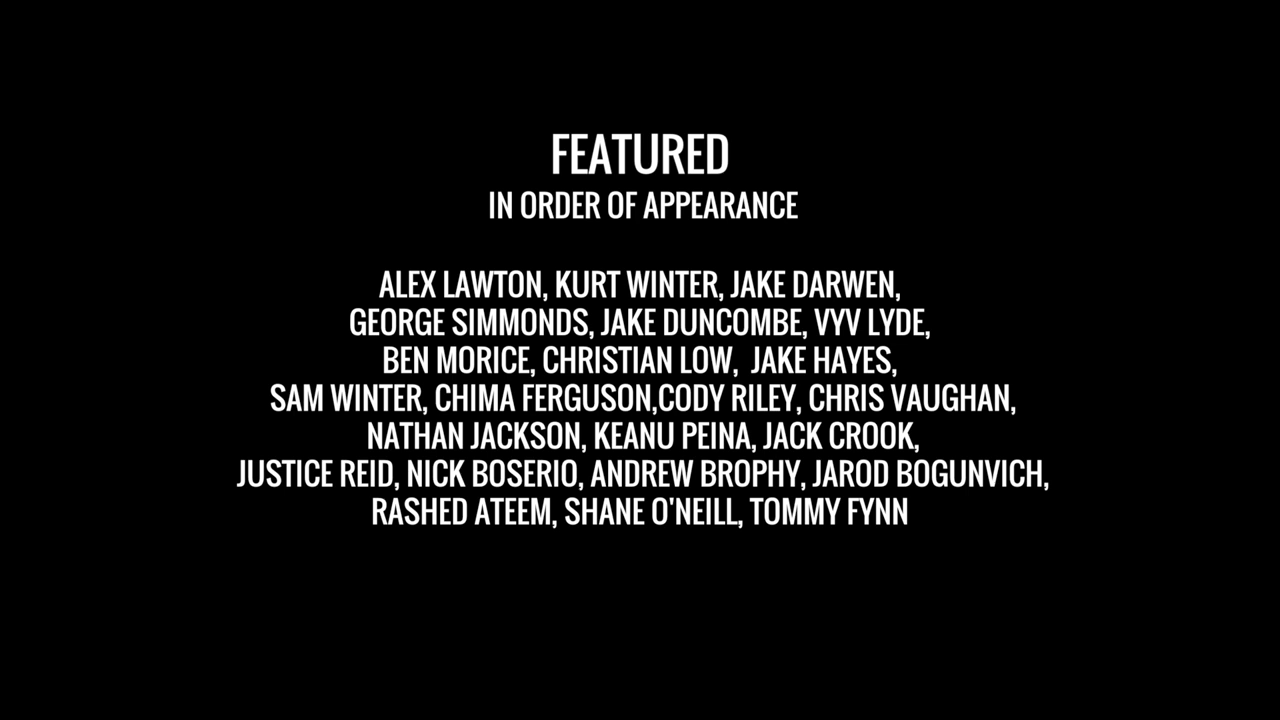 FEATURED
IN ORDER OF APPEARANCE
ALEX LAWTON, KURT WINTER, JAKE DARWEN,
GEORGE SIMMONDS, JAKE DUNCOMBE, VYV LYDE,
BEN MORICE, CHRISTIAN LOW,  JAKE HAYES,
SAM WINTER, CHIMA FERGUSON,CODY RILEY, CHRIS VAUGHAN,
NATHAN JACKSON, KEANU PEINA, JACK CROOK,
JUSTICE REID, NICK BOSERIO, ANDREW BROPHY, JAROD BOGUNVICH,
RASHED ATEEM, SHANE O'NEILL, TOMMY FYNN